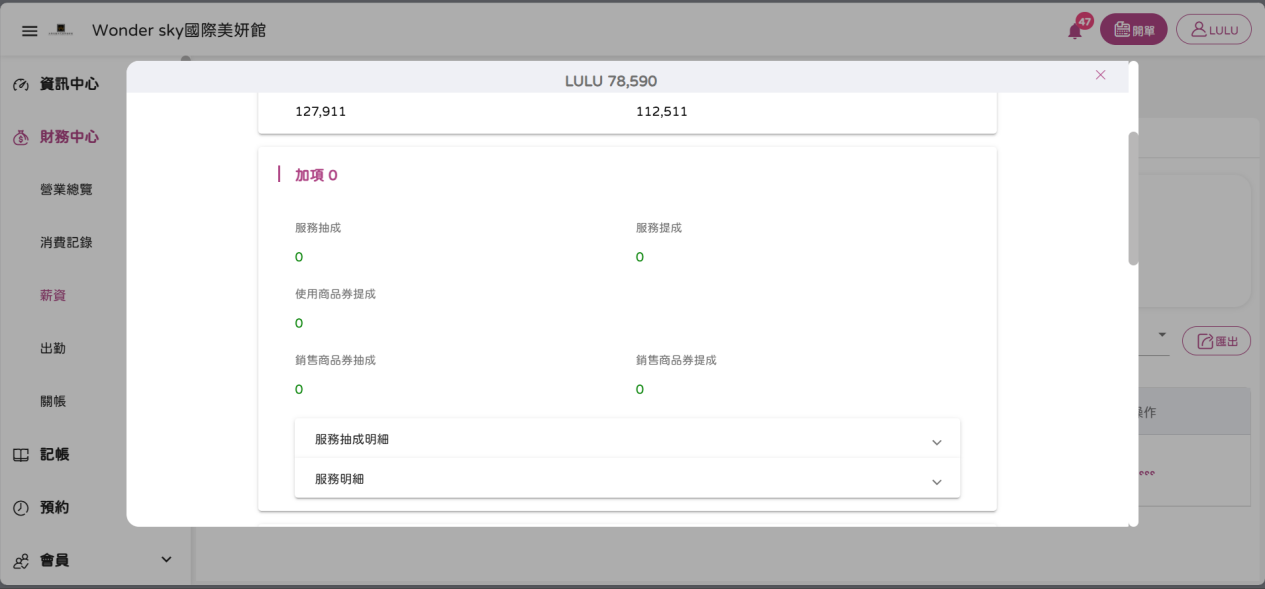 Wonder sky國際美妍館
47
開單
LULU
資訊中心
財務中心
營業總覽
消費記錄
薪資
出勤
關帳
記帳
預約
會員
LULU 78,590
127,911
112,511
加項 0
服務抽成
服務提成
0
0
使用商品券提成
0
銷售商品券抽成
銷售商品券提成
0
0
服務抽成明細
服務明細
匯出
操作